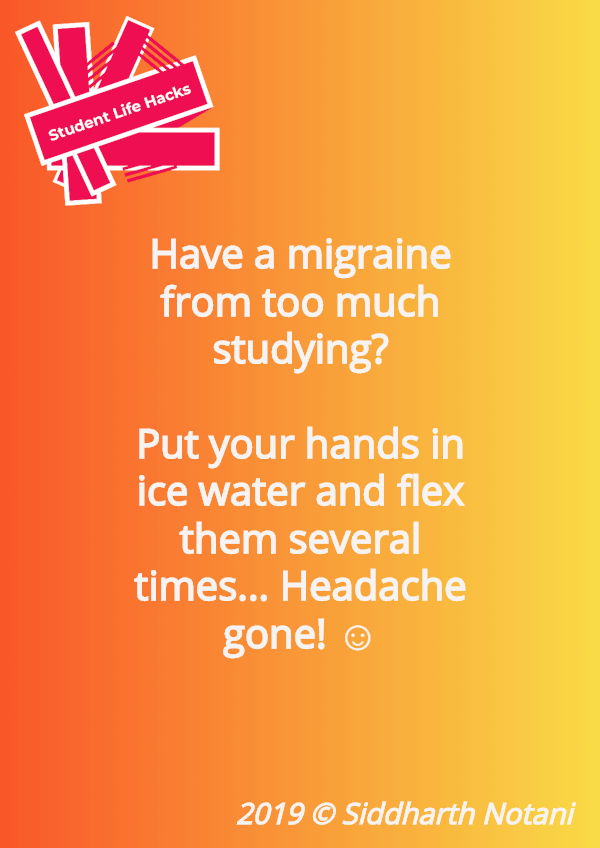 Student Life Hacks
Have a migraine
from too much
studying?
Put your hands in
ice water and flex
them several
times... Headache
gone! ☺
2019 © Siddharth Notani